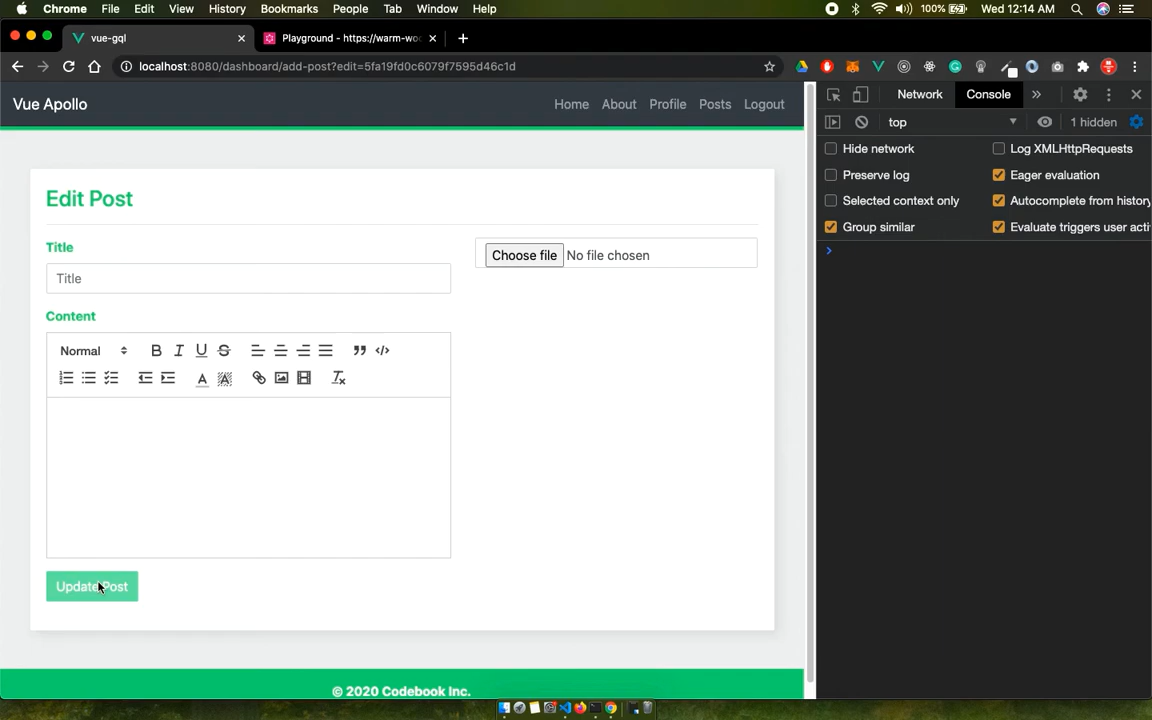 Chrome File Edit View History Bookmarks People Tab Window Help 100% Wed 12:14 AM
vue-gql Playground - https://warm-woo
localhost:8080/dashboard/add-post?edit=5fa19fd0c6079f7595d46c1d
Vue Apollo Home About Profile Posts Logout
Network Console
top 1 hidden
Hide network Log XMLHttpRequests
Preserve log Eager evaluation
Selected context only Autocomplete from history
Group similar Evaluate triggers user acti
Edit Post
Title
Choose file No file chosen
Title
Content
Normal
Update Post
© 2020 Codebook Inc.